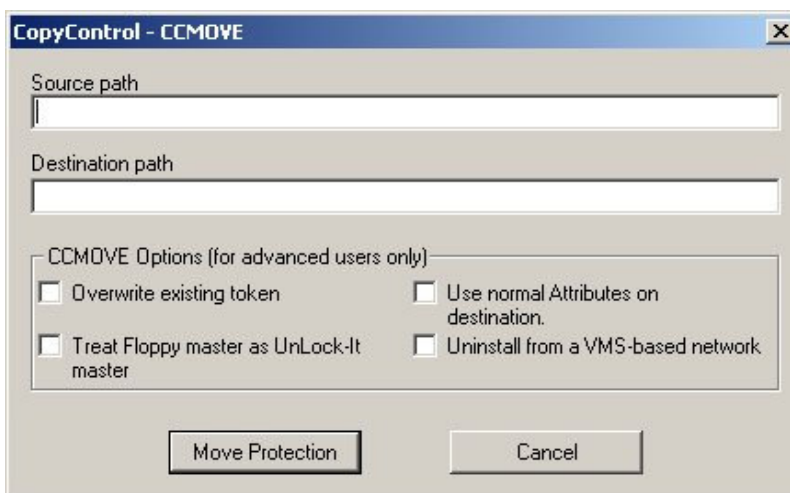 CopyControl - CCMOVE
Source path
Destination path
CCMOVE Options (for advanced users only)
Overwrite existing token
Use normal Attributes on
destination.
Treat Floppy master as UnLock-It
master
Uninstall from a VMS-based network
Move Protection
Cancel